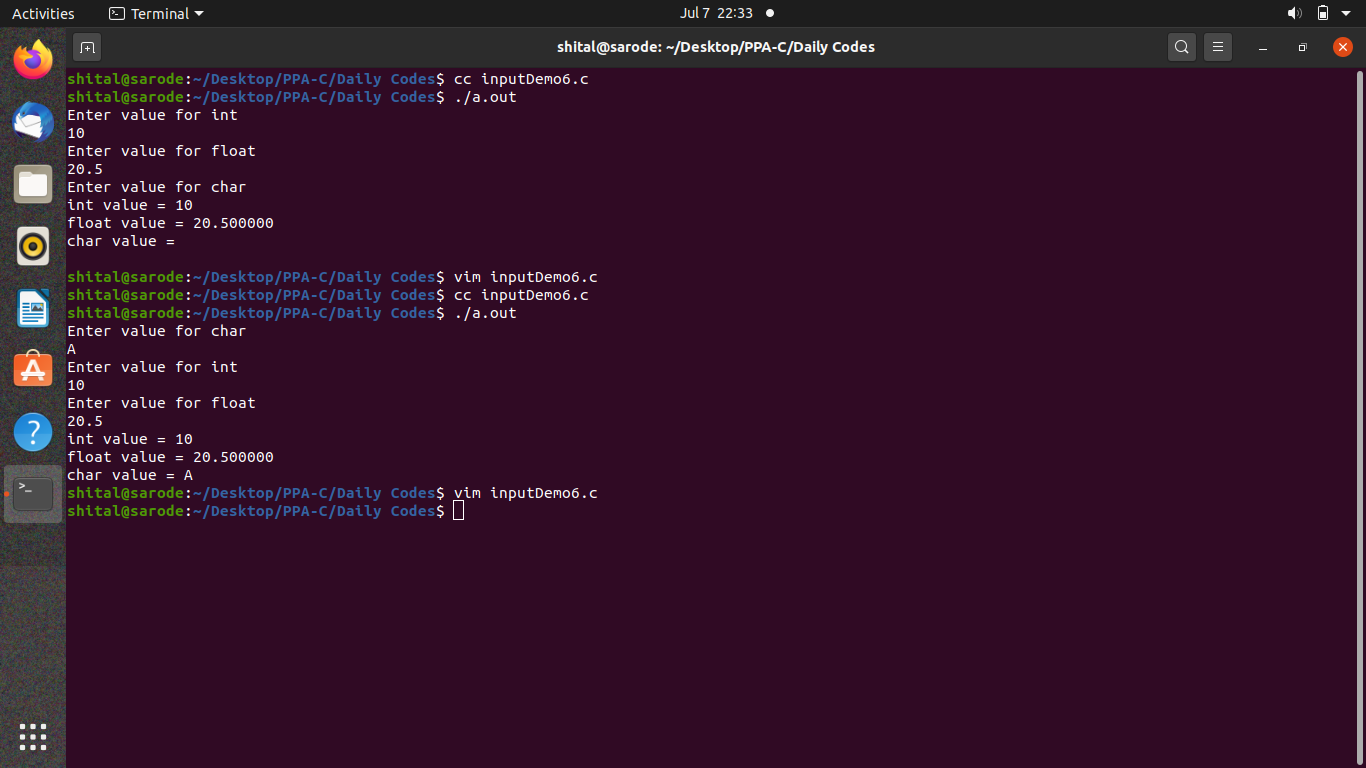 Activities Terminal Jul 7 22:33
shital@sarode: ~/Desktop/PPA-C/Daily Codes
shital@sarode:~/Desktop/PPA-C/Daily Codes$ cc inputDemo6.c
shital@sarode:~/Desktop/PPA-C/Daily Codes$ ./a.out
Enter value for int
10
Enter value for float
20.5
Enter value for char
int value = 10
float value = 20.500000
char value =
shital@sarode:~/Desktop/PPA-C/Daily Codes$ vim inputDemo6.c
shital@sarode:~/Desktop/PPA-C/Daily Codes$ cc inputDemo6.c
shital@sarode:~/Desktop/PPA-C/Daily Codes$ ./a.out
Enter value for char
A
Enter value for int
10
Enter value for float
20.5
int value = 10
float value = 20.500000
char value = A
shital@sarode:~/Desktop/PPA-C/Daily Codes$ vim inputDemo6.c
shital@sarode:~/Desktop/PPA-C/Daily Codes$